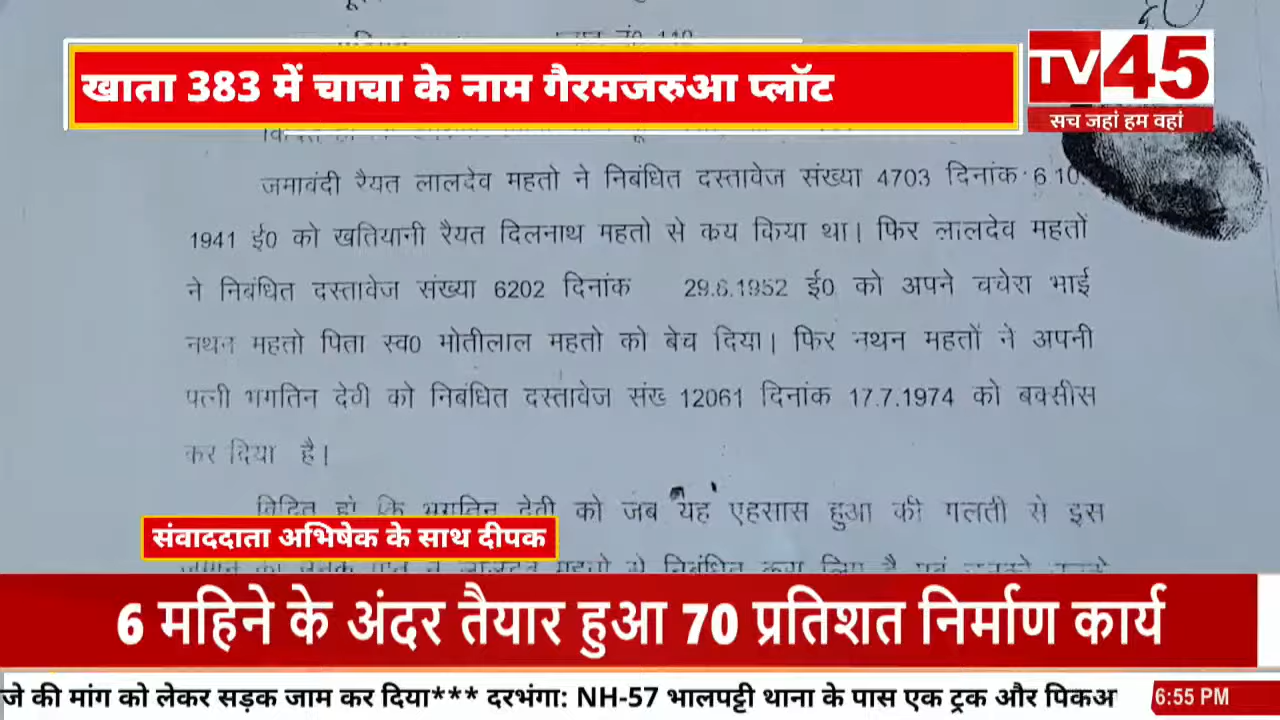 खाता 383 में चाचा के नाम गैरमजरुआ प्लॉट
TV45
सच जहां हम वहां
जमावंदी रैयत लालदेव महतो ने निबंधित दस्तावेज संख्या 4703 दिनांक 6 10
1941 ई0 को खतियानी रैयत दिलनाथ महतो से कय किया था। फिर लालदेव महतों
ने निबंधित दस्तावेज संख्या 6202 दिनांक 29.6.1952 ई0 को अपने चचेरा भाई
नथन महतो पिता स्व0 भोतीलाल महतो को बेच दिया। फिर नथन महतों ने अपनी
पत्नी भगतिन देवी को निबंधित दस्तावेज संख 12061 दिनांक 17.7.1974 को बक्सीस
कर दिया है।
विदित हो कि भगतिन देवी को जब यह एहसास हुआ की गलती से इस
संवाददाता अभिषेक के साथ दीपक
6 महिने के अंदर तैयार हुआ 70 प्रतिशत निर्माण कार्य
जे की मांग को लेकर सड़क जाम कर दिया*** दरभंगा: NH-57 भालपट्टी थाना के पास एक ट्रक और पिकअ
6:55 PM